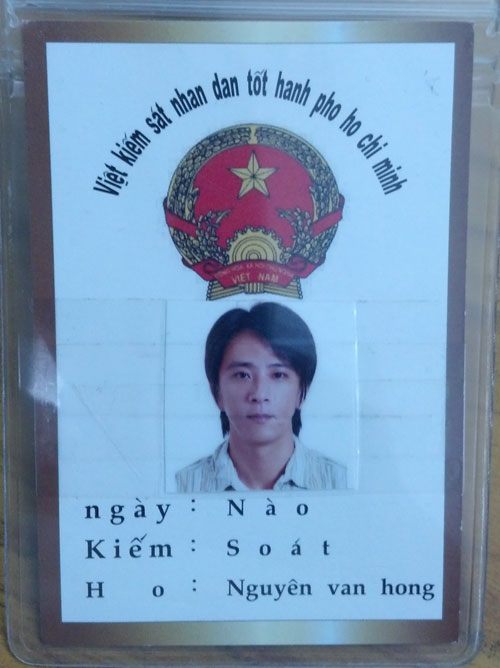 Việt kiếm sát nhan dan tốt hanh pho ho chi minh
VIỆT NAM
ngày : Nào
Kiếm : Soát
Ho : Nguyên van hong